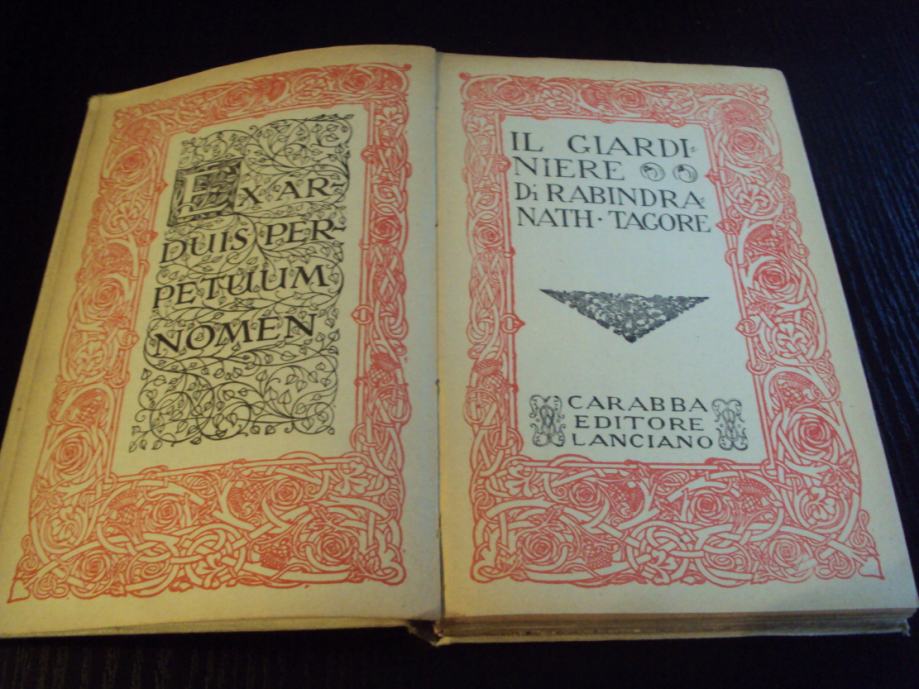 EX·AR-
DUIS PER-
PETUUM
NOMEN
IL GIARDI-
NIERE
Di RABINDRA-
NATH·TAGORE
CARABBA
EDITORE
LANCIANO